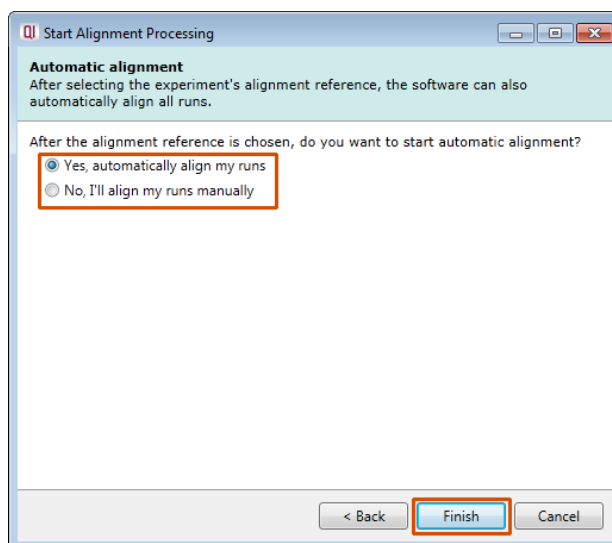 QI Start Alignment Processing
Automatic alignment
After selecting the experiment's alignment reference, the software can also
automatically align all runs.
After the alignment reference is chosen, do you want to start automatic alignment?
Yes, automatically align my runs
No, I'll align my runs manually
< Back Finish Cancel